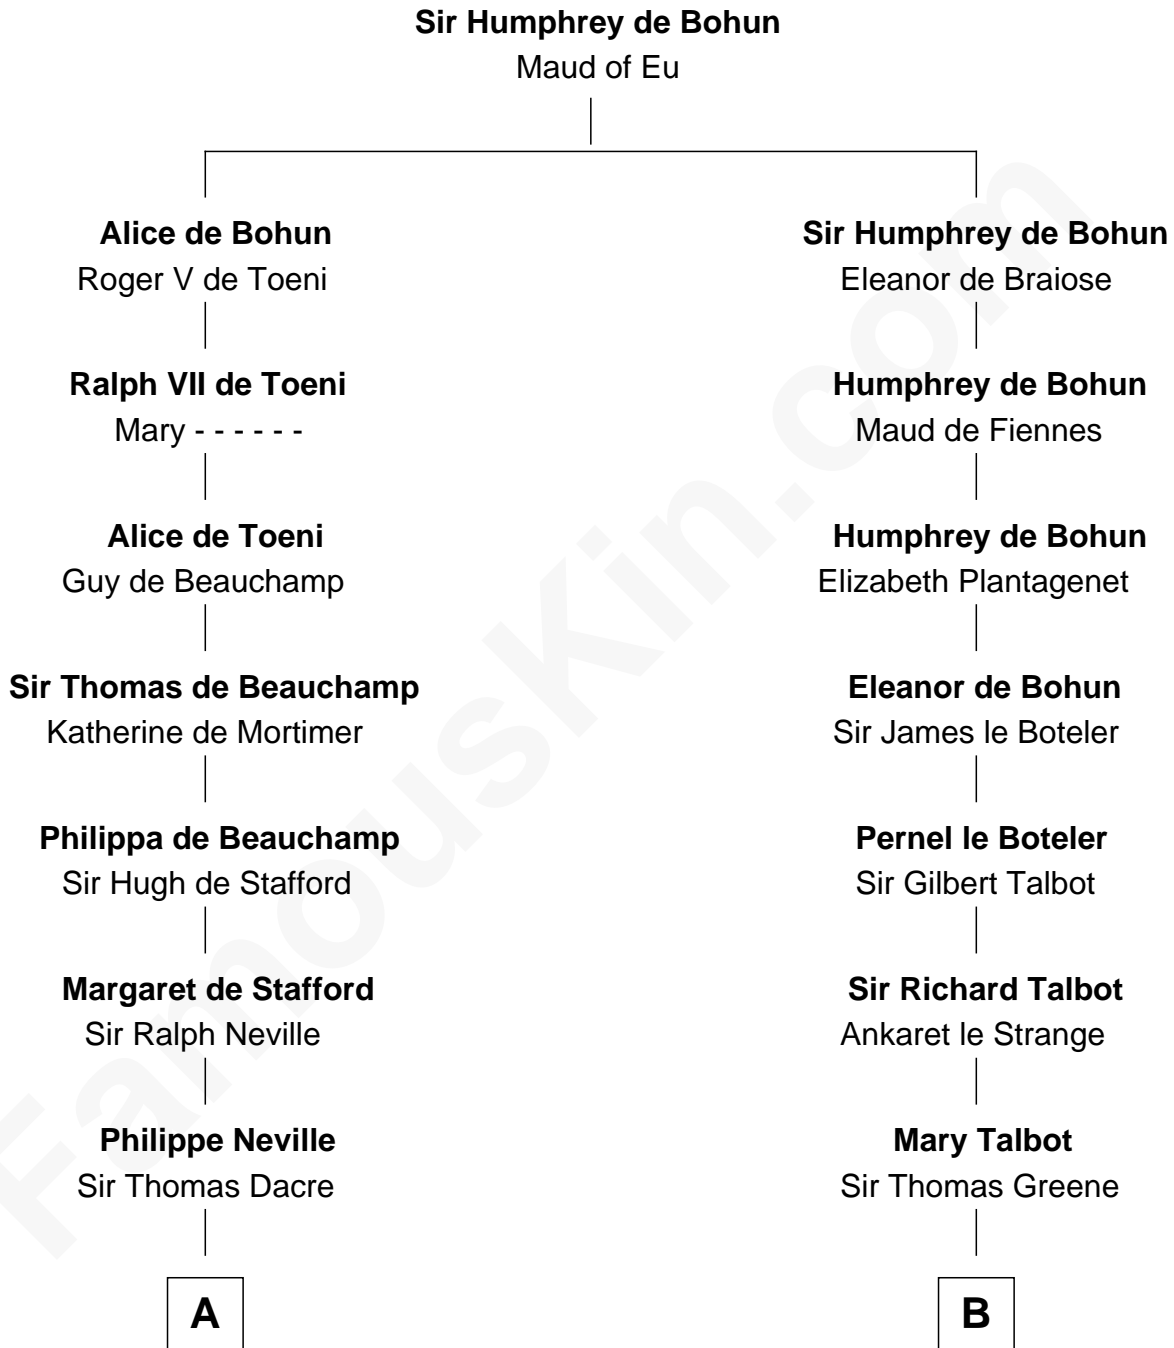 Sir Humphrey de Bohun
Maud of Eu
Alice de Bohun
Roger V de Toeni
Ralph VII de Toeni
Mary - - - - - -
Alice de Toeni
Guy de Beauchamp
Sir Thomas de Beauchamp
Katherine de Mortimer
Philippa de Beauchamp
Sir Hugh de Stafford
Margaret de Stafford
Sir Ralph Neville
Philippe Neville
Sir Thomas Dacre
A
Sir Humphrey de Bohun
Eleanor de Braiose
Humphrey de Bohun
Maud de Fiennes
Humphrey de Bohun
Elizabeth Plantagenet
Eleanor de Bohun
Sir James le Boteler
Pernel le Boteler
Sir Gilbert Talbot
Sir Richard Talbot
Ankaret le Strange
Mary Talbot
Sir Thomas Greene
B
FamousKin.com